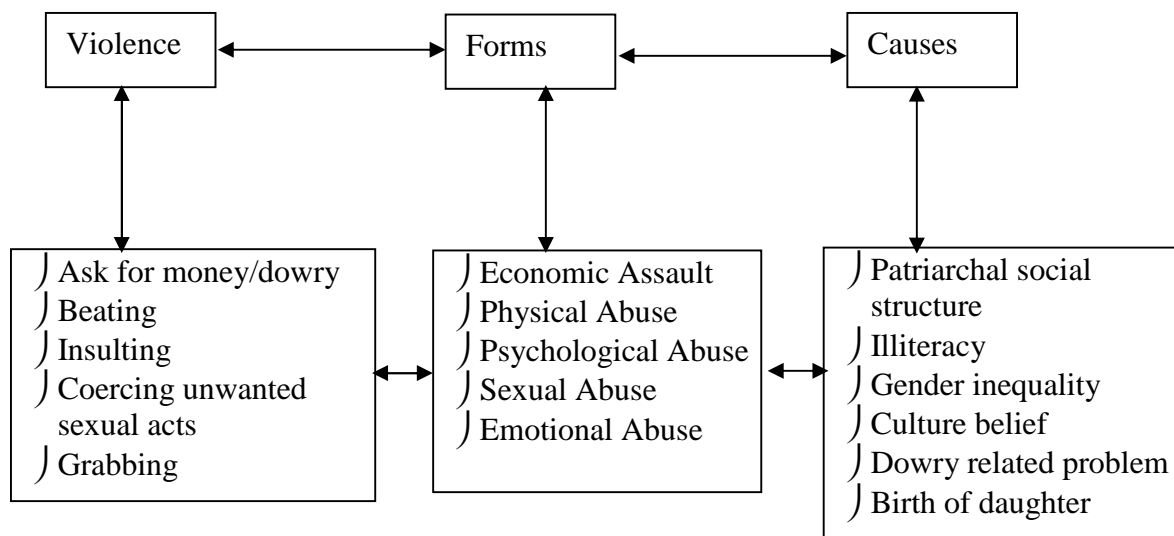 Violence
Forms
Causes
Ask for money/dowry
Beating
Insulting
Coercing unwanted
sexual acts
Grabbing
Economic Assault
Physical Abuse
Psychological Abuse
Sexual Abuse
Emotional Abuse
Patriarchal social
structure
Illiteracy
Gender inequality
Culture belief
Dowry related problem
Birth of daughter